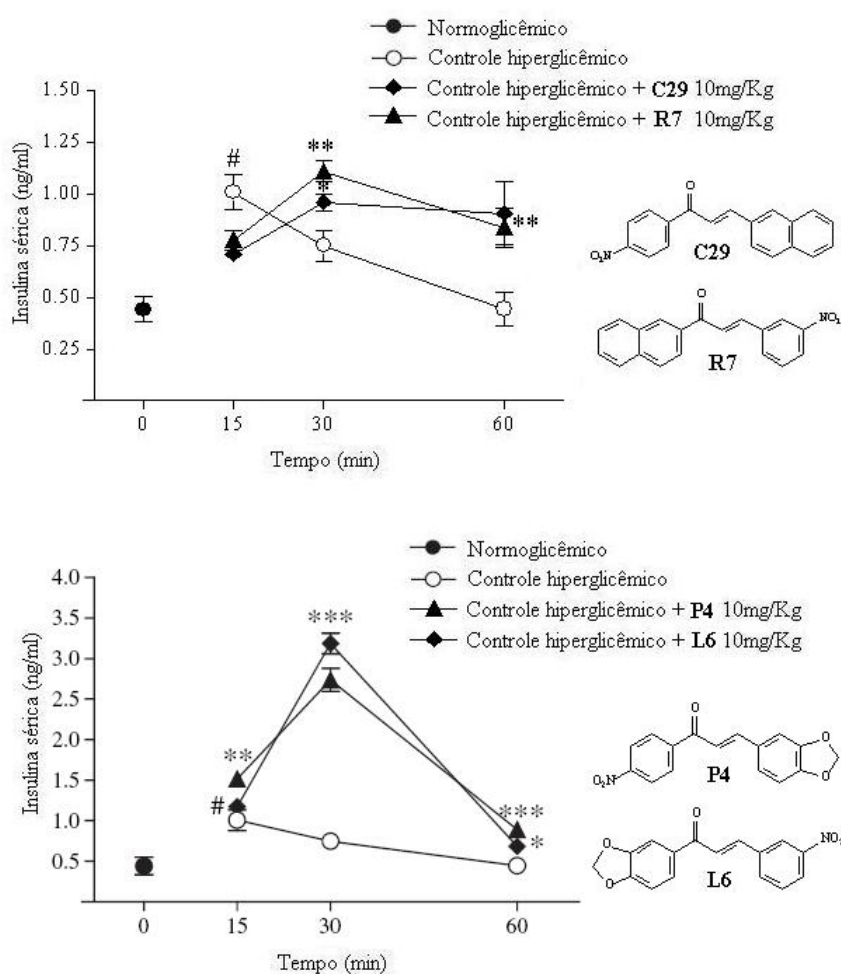 Normoglicêmico
Controle hiperglicêmico
Controle hiperglicêmico + C29 10mg/Kg
Controle hiperglicêmico + R7 10mg/Kg
Insulina sérica (ng/ml)
1.50
1.25
1.00
0.75
0.50
0.25
#
**
*
**
0
15
30
60
Tempo (min)
O
O₂N
C29
O
NO₂
R7
Normoglicêmico
Controle hiperglicêmico
Controle hiperglicêmico + P4 10mg/Kg
Controle hiperglicêmico + L6 10mg/Kg
Insulina sérica (ng/ml)
4.0
3.5
3.0
2.5
2.0
1.5
1.0
0.5
***
**
#
***
*
0
15
30
60
Tempo (min)
O
O₂N
O
O
P4
O
O
O
NO₂
L6